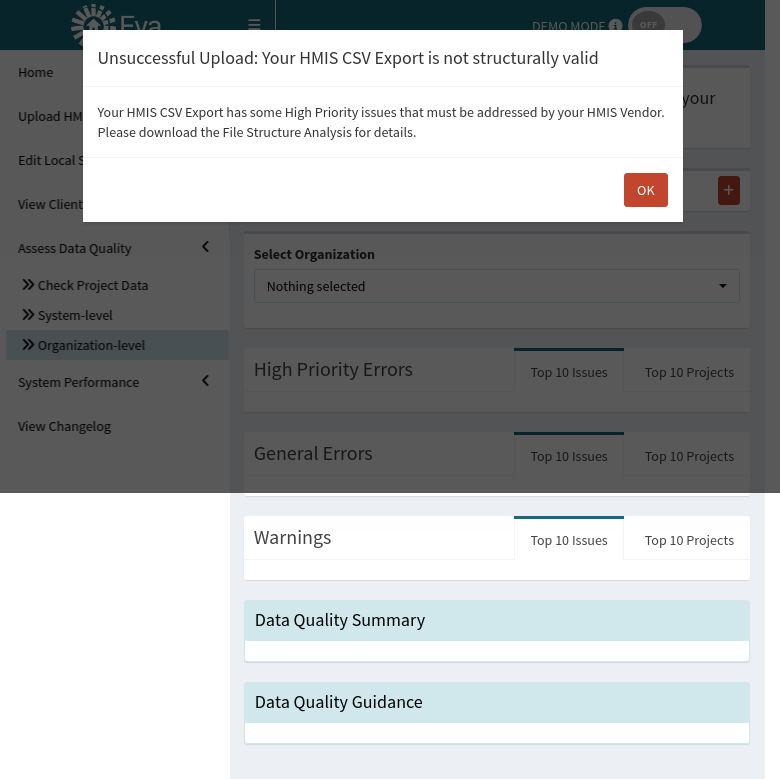 Eva
DEMO MODE
OFF
Unsuccessful Upload: Your HMIS CSV Export is not structurally valid
Your HMIS CSV Export has some High Priority issues that must be addressed by your HMIS Vendor.
Please download the File Structure Analysis for details.
OK
your
+
Home
Upload HM
Edit Local S
View Client
Assess Data Quality
Check Project Data
System-level
Organization-level
System Performance
View Changelog
Select Organization
Nothing selected
High Priority Errors
Top 10 Issues
Top 10 Projects
General Errors
Top 10 Issues
Top 10 Projects
Warnings
Top 10 Issues
Top 10 Projects
Data Quality Summary
Data Quality Guidance